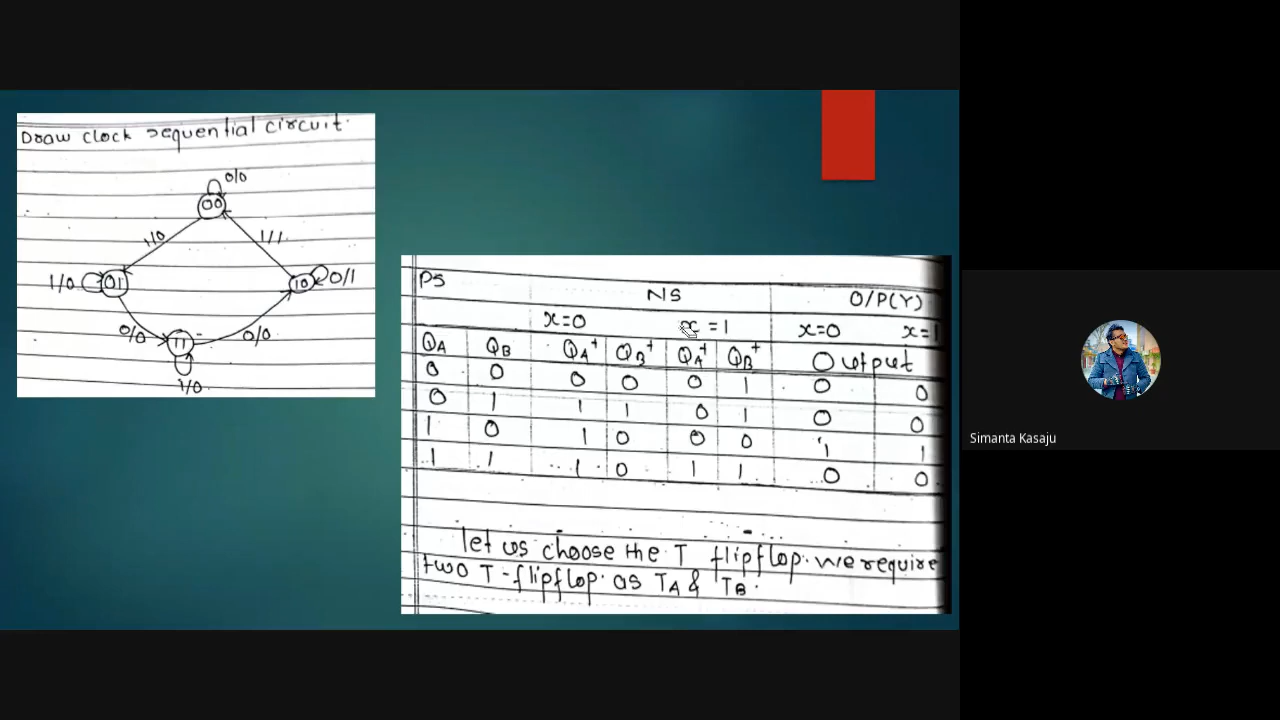 Draw clock sequential circuit.
0/0
00
1/0
1/1
1/0
01
10
0/1
0/0
11
0/0
1/0
PS
NS
O/P(Y)
x=0
x=1
x=0
x=1
QA QB QA+ QB+ QA+ QB+ Output
0 0 0 0 0 1 0 0
0 1 1 1 0 1 0 0
1 0 1 0 0 0 1 1
1 1 1 0 1 1 0 0
let us choose the T flipflop. we require
two T-flipflop. as TA & TB.
Simanta Kasaju